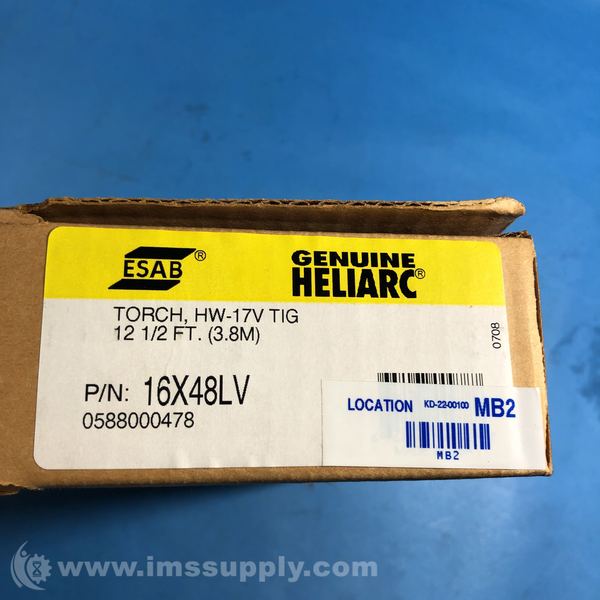 ESAB®
GENUINE
HELIARC®
TORCH, HW-17V TIG
12 1/2 FT. (3.8M)
0708
P/N: 16X48LV
0588000478
LOCATION KD-22-00100 MB2
MB2
www.imssupply.com